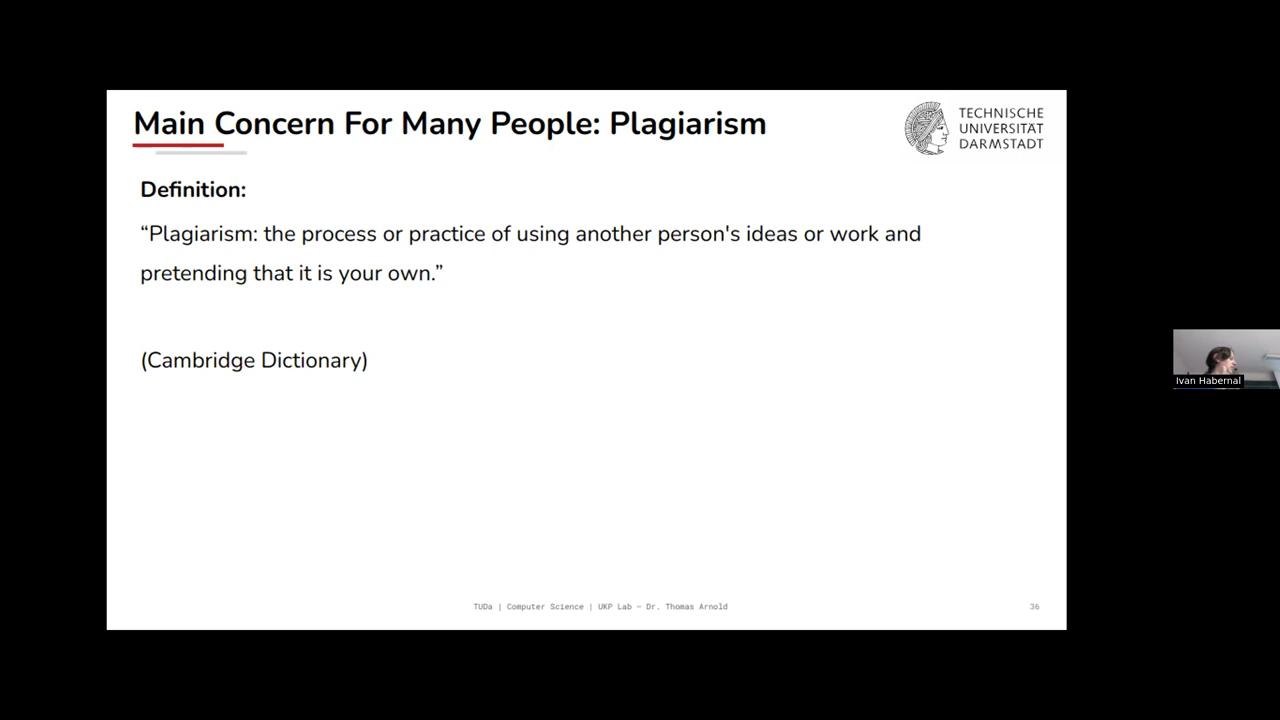 Main Concern For Many People: Plagiarism
TECHNISCHE
UNIVERSITÄT
DARMSTADT
Definition:
“Plagiarism: the process or practice of using another person's ideas or work and
pretending that it is your own.”
(Cambridge Dictionary)
Ivan Habernal
TUDa | Computer Science | UKP Lab – Dr. Thomas Arnold
36